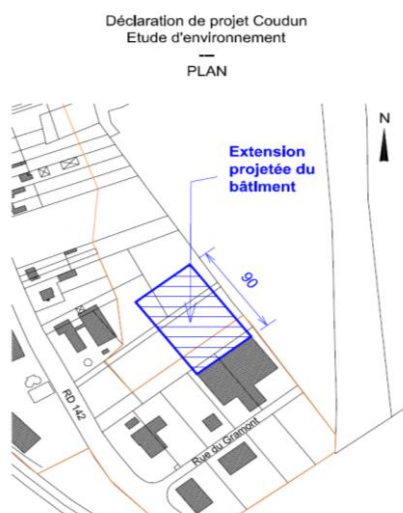 Déclaration de projet Coudun
Etude d'environnement
PLAN
N
Extension
projetée du
bâtiment
90
RD 142
Rue du Gramont